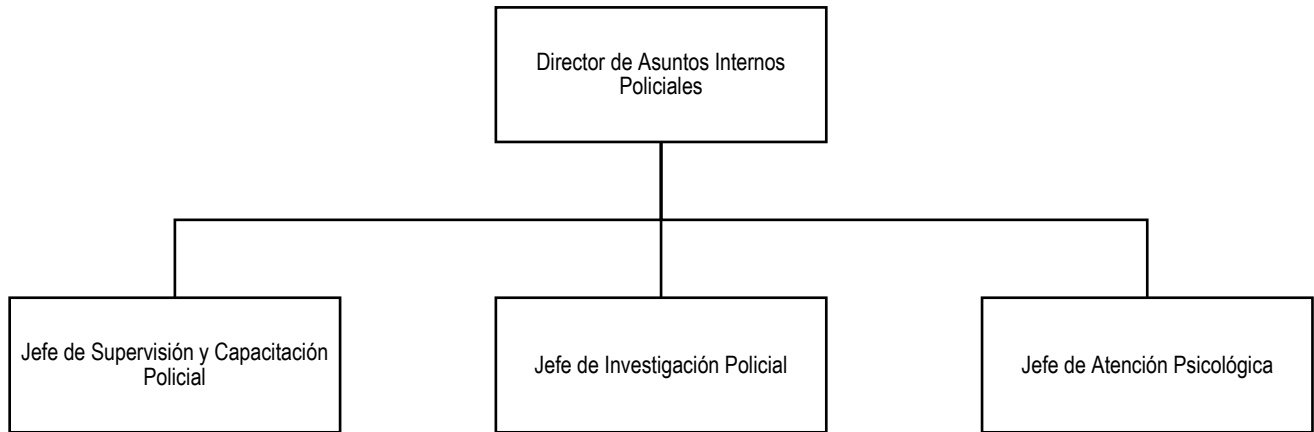 Director de Asuntos Internos
Policiales
Jefe de Supervisión y Capacitación
Policial
Jefe de Investigación Policial
Jefe de Atención Psicológica